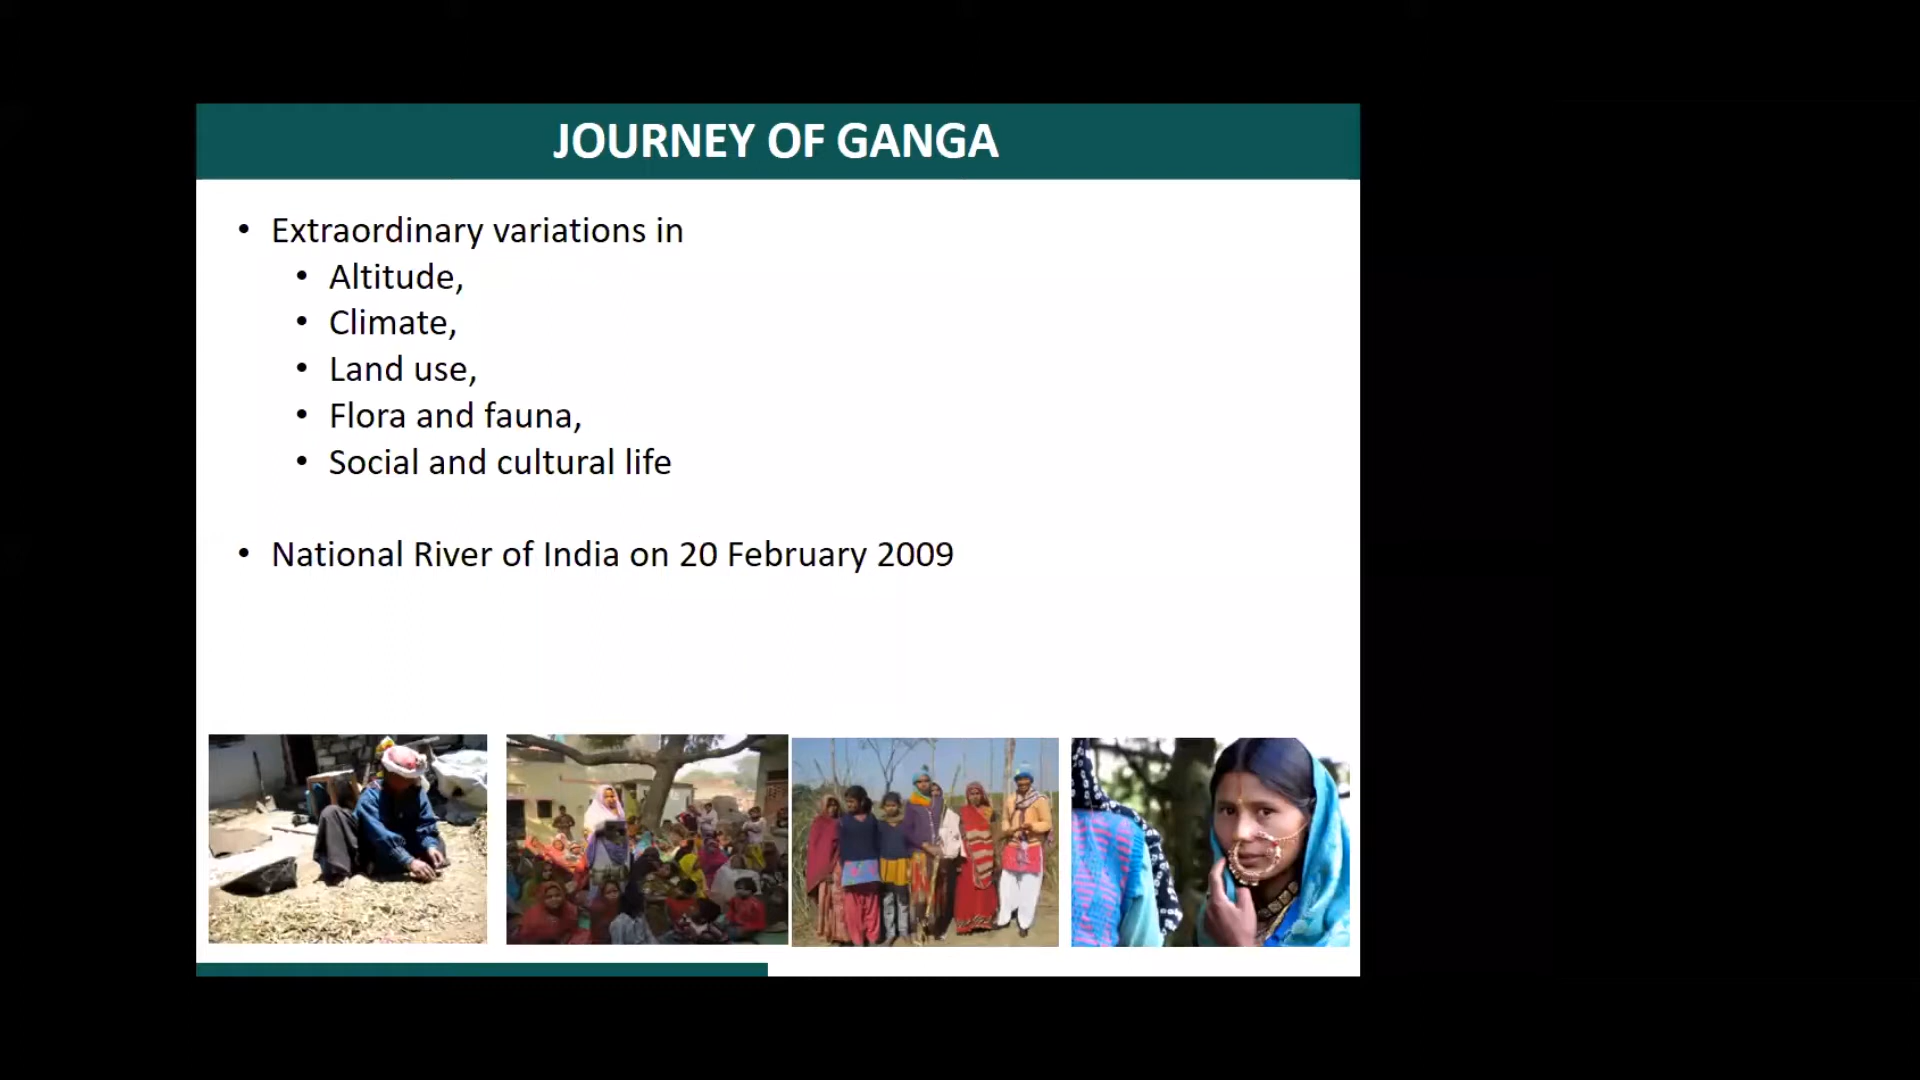 JOURNEY OF GANGA
• Extraordinary variations in
• Altitude,
• Climate,
• Land use,
• Flora and fauna,
• Social and cultural life
• National River of India on 20 February 2009